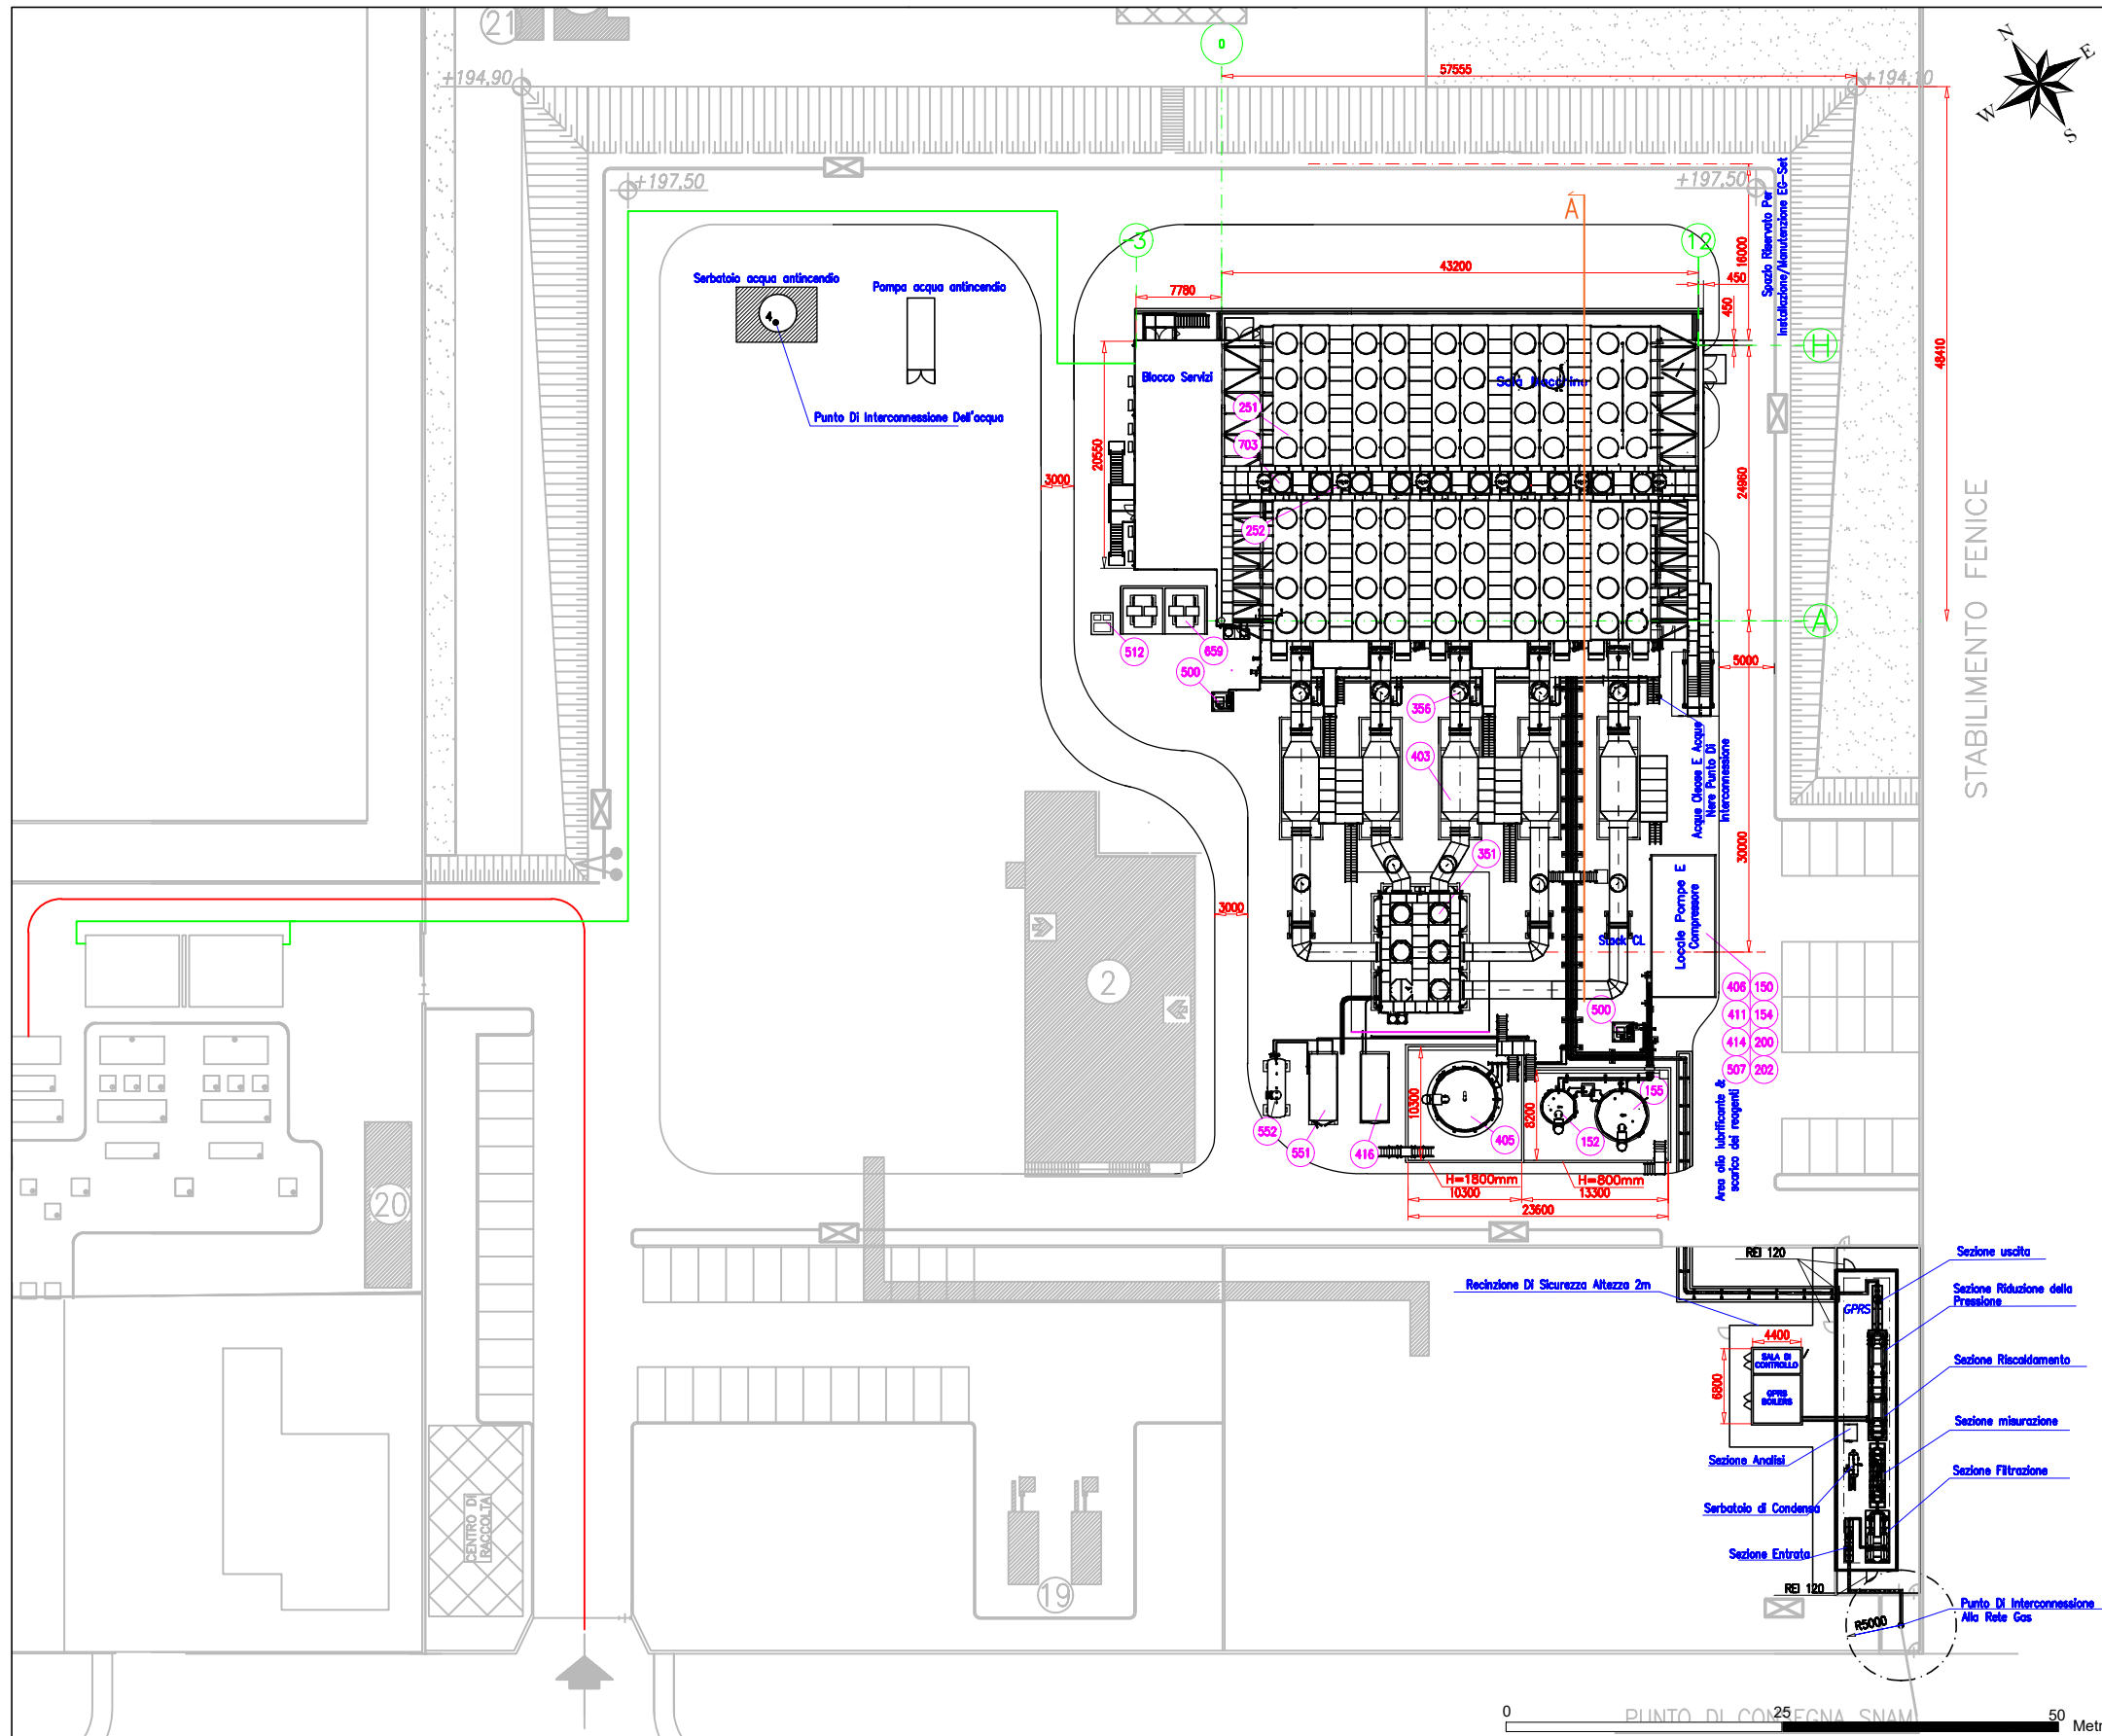 21
0
57555
+194.90
+194.10
N
E
W
S
+197.50
+197.50
A
-3
12
43200
16000
Spazio Riservato Per
Installazione/Manutenzione EG-Set
7780
450
450
Serbatoio acqua antincendio
Pompa acqua antincendio
4
H
48410
Blocco Servizi
Sala Macchine
251
Punto Di Interconnessione Dell'acqua
703
20550
3000
24960
252
STABILIMENTO FENICE
A
512
659
500
5000
356
403
Acque Oleose E Acque
Nere Punto Di
Interconnessione
30000
351
Locale Pompe E
Compressore
3000
Stock CL
2
406
150
500
411
154
414
200
507
202
155
10300
8200
Area olio lubrificante &
scarico dei reagenti
552
551
416
405
152
H=1800mm
H=800mm
10300
13300
23600
20
REI 120
Sezione uscita
Recinzione Di Sicurezza Altezza 2m
Sezione Riduzione della
Pressione
GPRS
4400
SALA DI
CONTROLLO
Sezione Riscaldamento
6800
GPRS
BOILERS
Sezione misurazione
Sezione Analisi
Sezione Filtrazione
Serbatoio di Condensa
CENTRO DI
RACCOLTA
Sezione Entrata
19
REI 120
Punto Di Interconnessione
Alla Rete Gas
R5000
0
25
50
Metr
PUNTO DI CONSEGNA SNAM